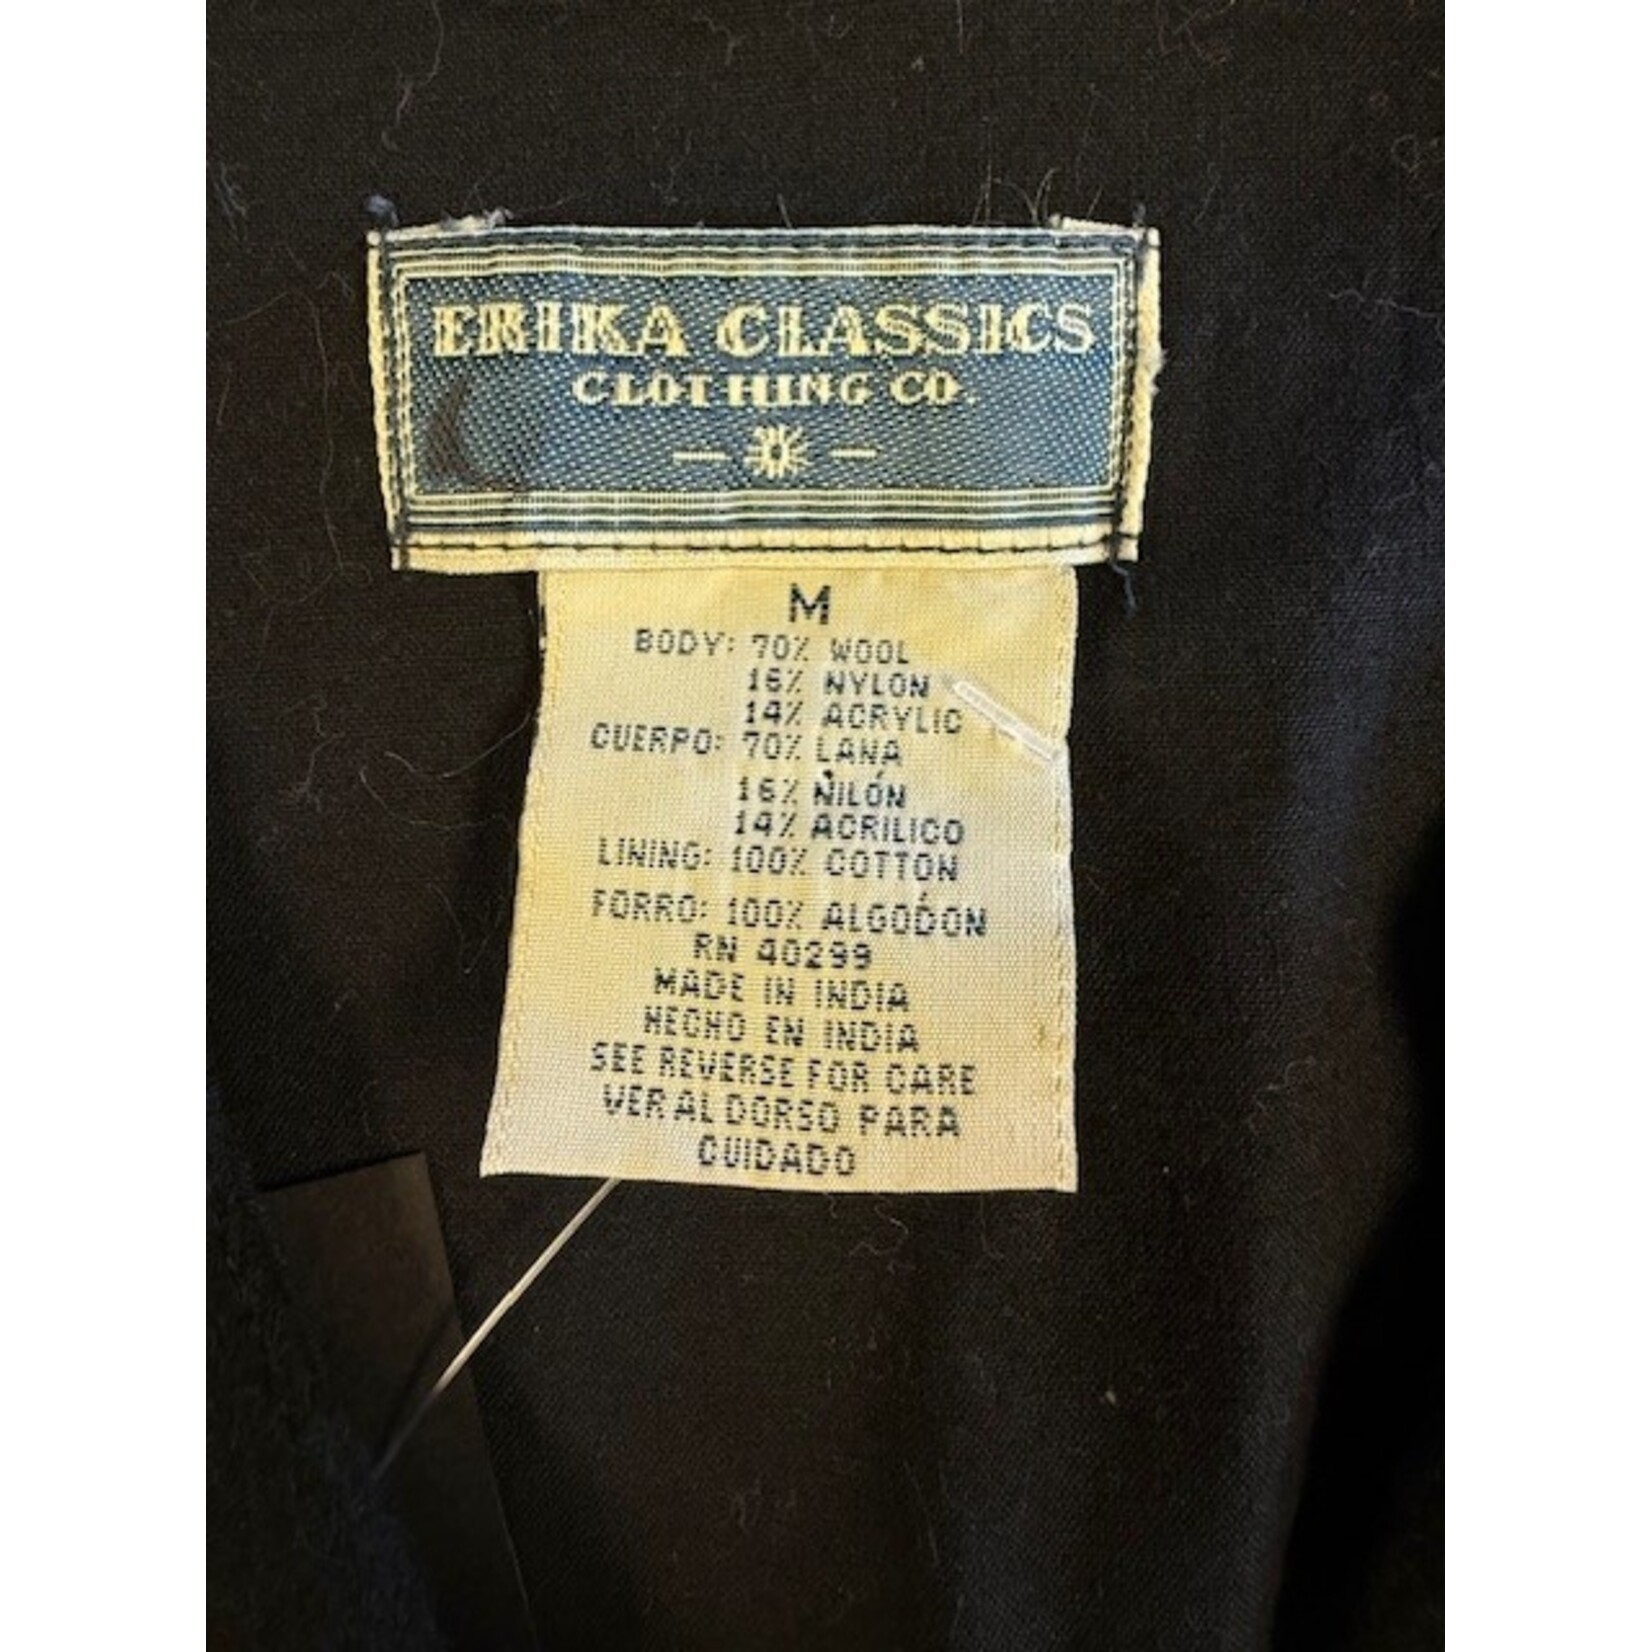 ERIKA CLASSICS
CLOTHING CO.
M
BODY: 70% WOOL
16% NYLON
14% ACRYLIC
CUERPO: 70% LANA
16% NILÓN
14% ACRILICO
LINING: 100% COTTON
FORRO: 100% ALGODÓN
RN 40299
MADE IN INDIA
HECHO EN INDIA
SEE REVERSE FOR CARE
VER AL DORSO PARA
CUIDADO